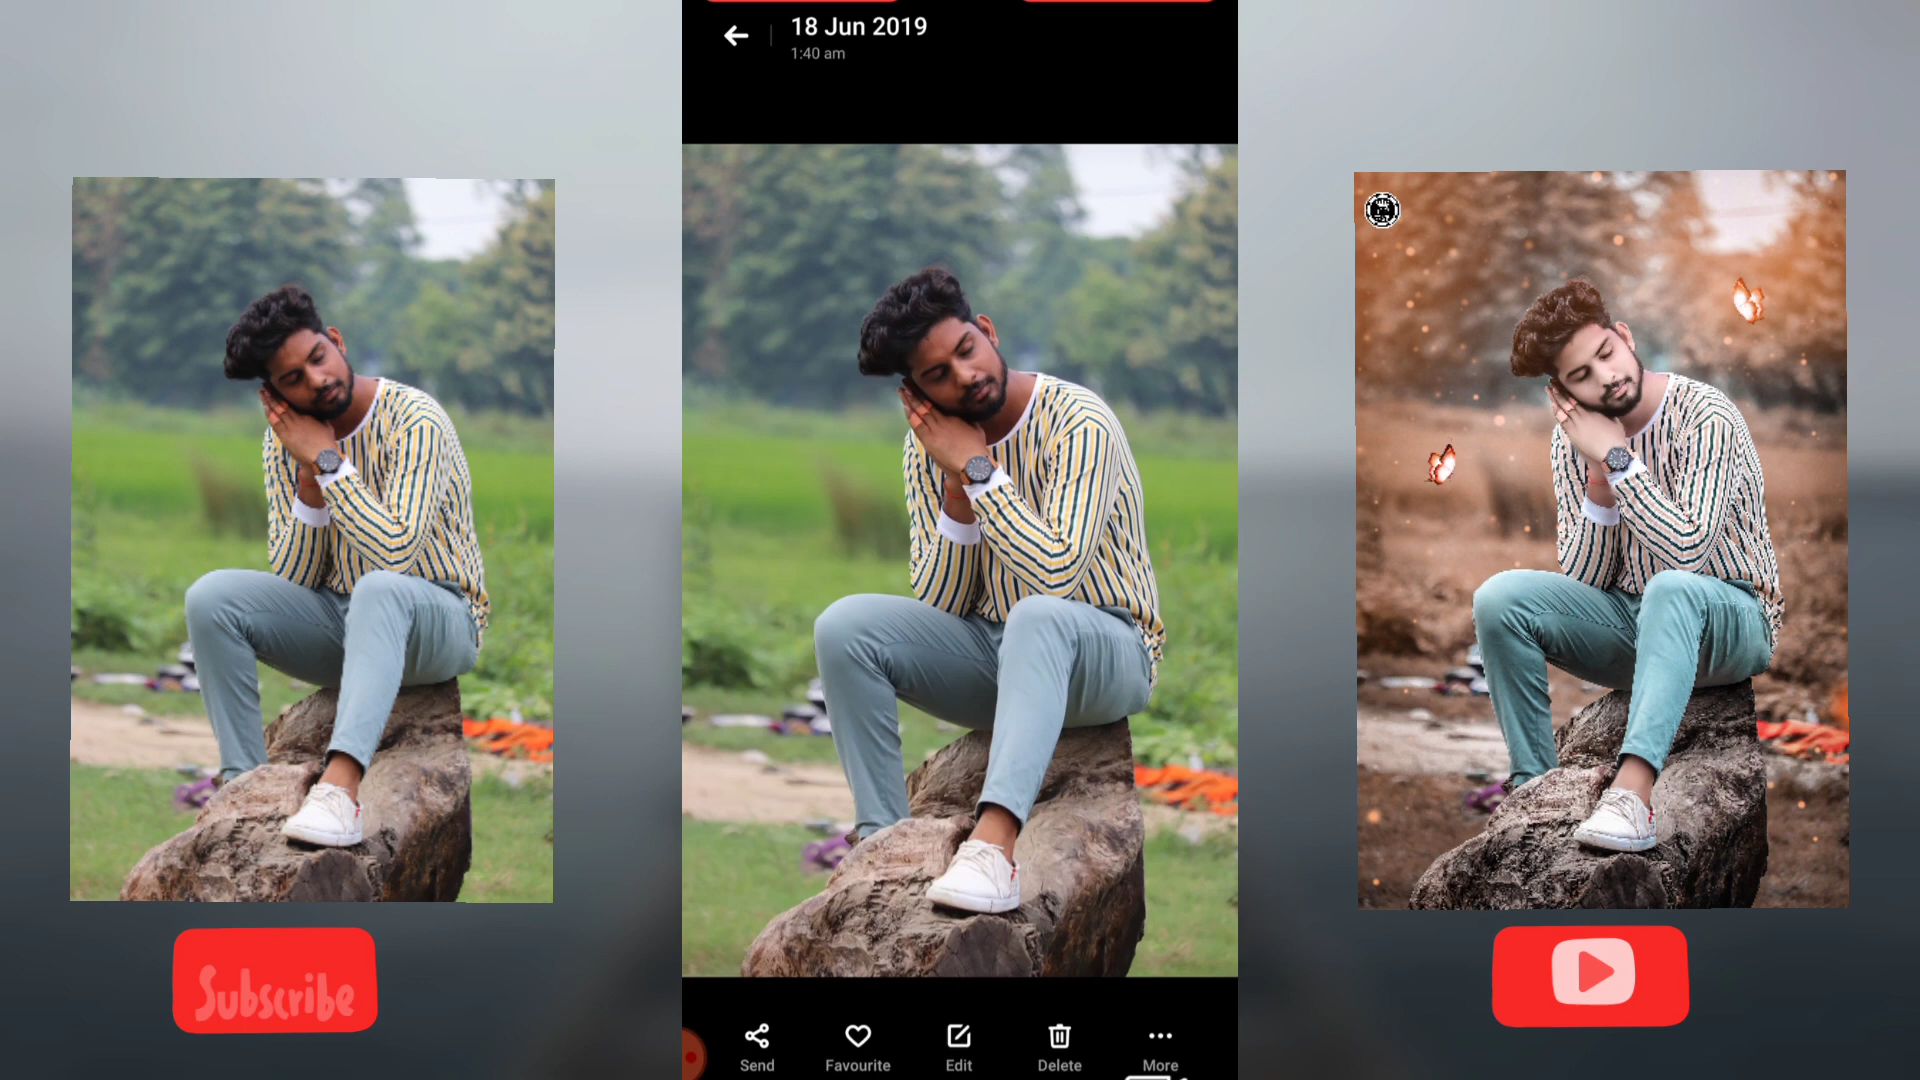 18 Jun 2019
1:40 am
Subscribe
Send
Favourite
Edit
Delete
More